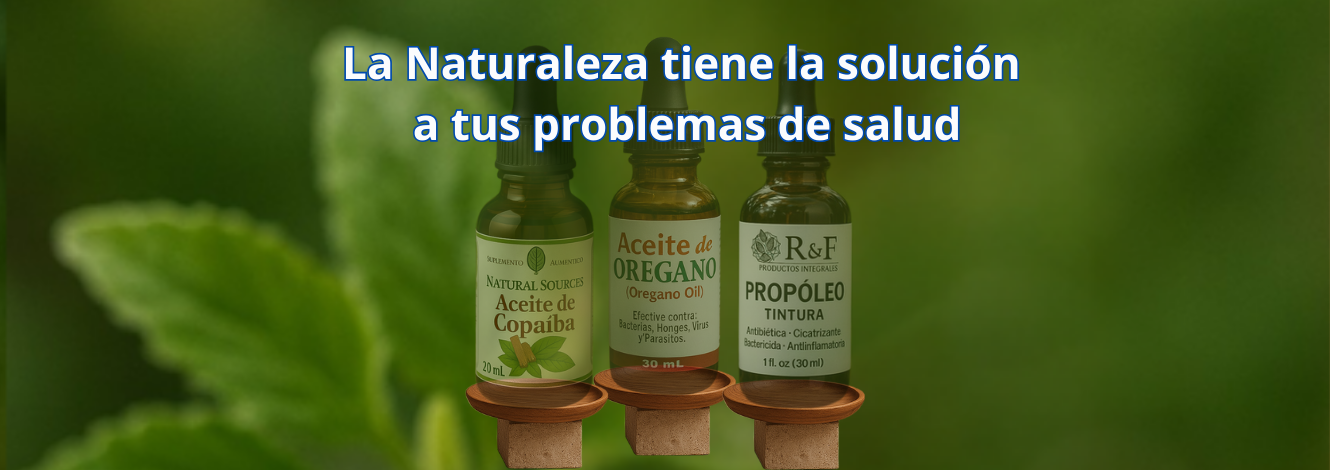 La Naturaleza tiene la solución
a tus problemas de salud
SUPLEMENTO ALIMENTICIO
NATURAL SOURCES
Aceite de
Copaíba
20 mL
Aceite de
OREGANO
(Oregano Oil)
Efective contra:
Bacterias, Honges, Virus
y'Parasitos.
30 mL
R&F
PRODUCTOS INTEGRALES
PROPÓLEO
TINTURA
Antibiética · Cicatrizante
Bactericida · Antlinflamatoria
1 fl. oz (30 ml)